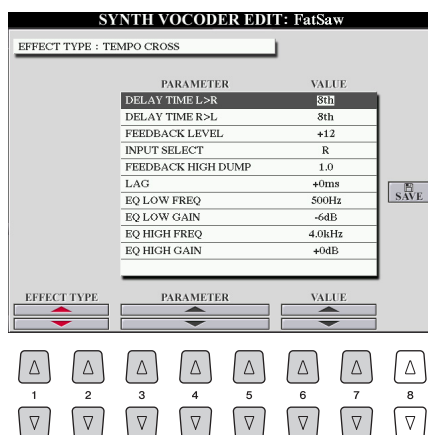 SYNTH VOCODER EDIT: FatSaw
EFFECT TYPE : TEMPO CROSS
PARAMETER VALUE
DELAY TIME L>R 8th
DELAY TIME R>L 8th
FEEDBACK LEVEL +12
INPUT SELECT R
FEEDBACK HIGH DUMP 1.0
LAG +0ms
EQ LOW FREQ 500Hz
EQ LOW GAIN -6dB
EQ HIGH FREQ 4.0kHz
EQ HIGH GAIN +0dB
SAVE
EFFECT TYPE PARAMETER VALUE
1 2 3 4 5 6 7 8